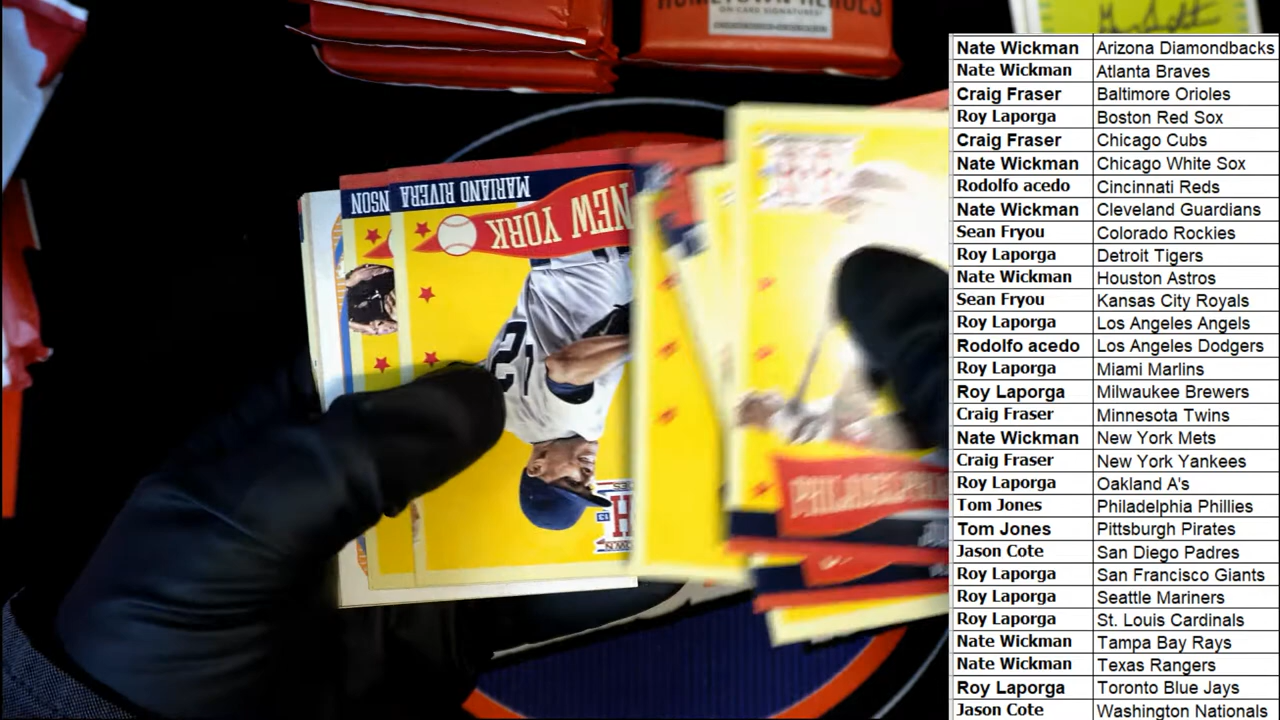 HOMETOWN HEROES
ON-CARD SIGNATURES
NSON
MARIANO RIVERA
NEW YORK
42
PHILADELPHIA
Nate Wickman Arizona Diamondbacks
Nate Wickman Atlanta Braves
Craig Fraser Baltimore Orioles
Roy Laporga Boston Red Sox
Craig Fraser Chicago Cubs
Nate Wickman Chicago White Sox
Rodolfo acedo Cincinnati Reds
Nate Wickman Cleveland Guardians
Sean Fryou Colorado Rockies
Roy Laporga Detroit Tigers
Nate Wickman Houston Astros
Sean Fryou Kansas City Royals
Roy Laporga Los Angeles Angels
Rodolfo acedo Los Angeles Dodgers
Roy Laporga Miami Marlins
Roy Laporga Milwaukee Brewers
Craig Fraser Minnesota Twins
Nate Wickman New York Mets
Craig Fraser New York Yankees
Roy Laporga Oakland A's
Tom Jones Philadelphia Phillies
Tom Jones Pittsburgh Pirates
Jason Cote San Diego Padres
Roy Laporga San Francisco Giants
Roy Laporga Seattle Mariners
Roy Laporga St. Louis Cardinals
Nate Wickman Tampa Bay Rays
Nate Wickman Texas Rangers
Roy Laporga Toronto Blue Jays
Jason Cote Washington Nationals